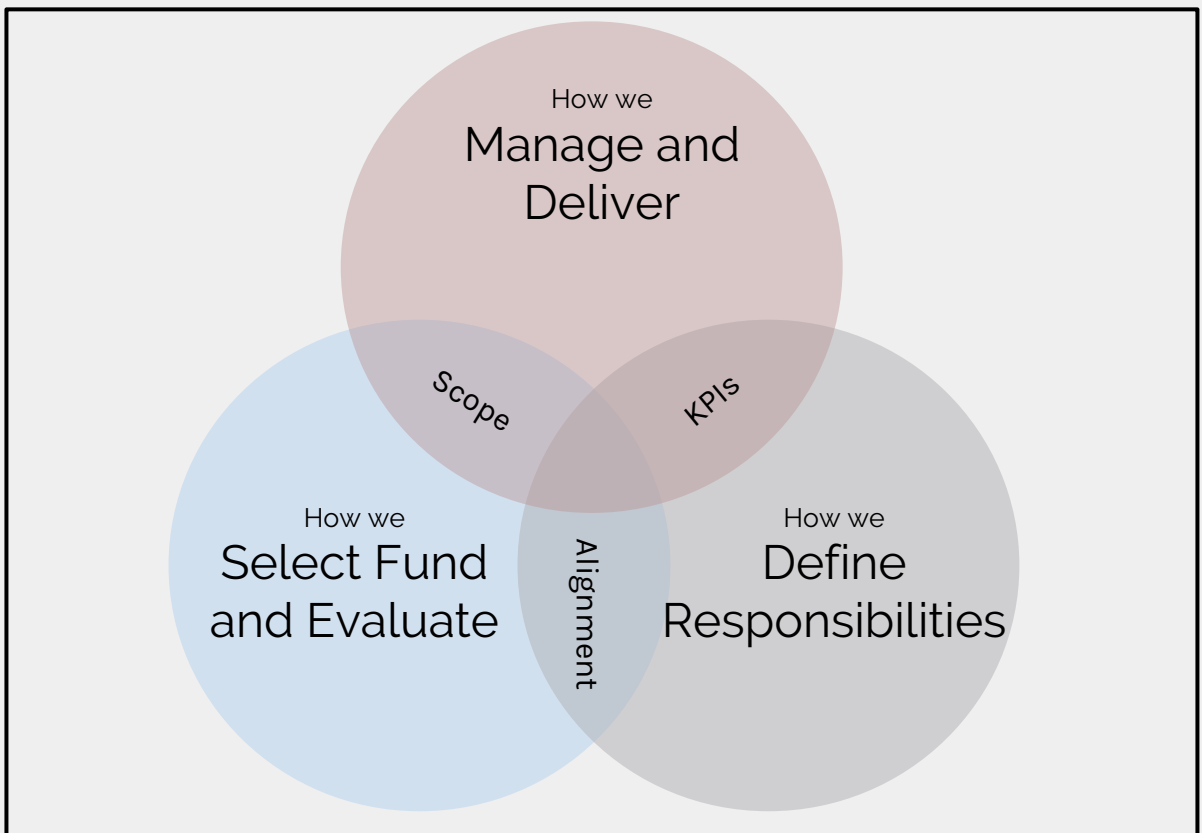 How we
Manage and
Deliver
Scope
KPIs
How we
Select Fund
and Evaluate
Alignment
How we
Define
Responsibilities